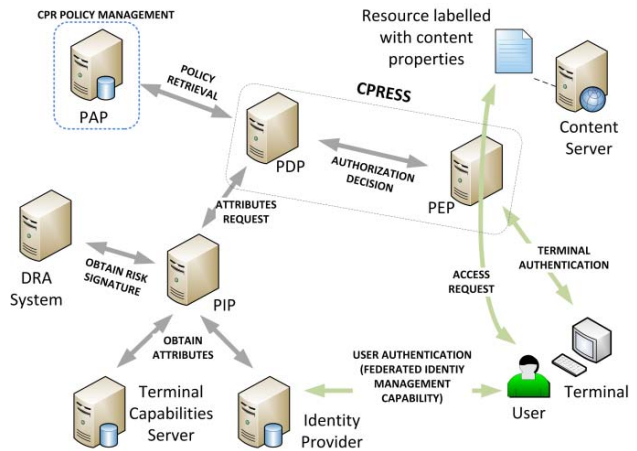 CPR POLICY MANAGEMENT
PAP
POLICY
RETRIEVAL
Resource labelled
with content
properties
Content
Server
CPRESS
PDP
AUTHORIZATION
DECISION
PEP
ATTRIBUTES
REQUEST
DRA
System
OBTAIN RISK
SIGNATURE
PIP
ACCESS
REQUEST
TERMINAL
AUTHENTICATION
OBTAIN
ATTRIBUTES
Terminal
Capabilities
Server
Identity
Provider
USER AUTHENTICATION
(FEDERATED IDENTIY
MANAGEMENT
CAPABILITY)
User
Terminal